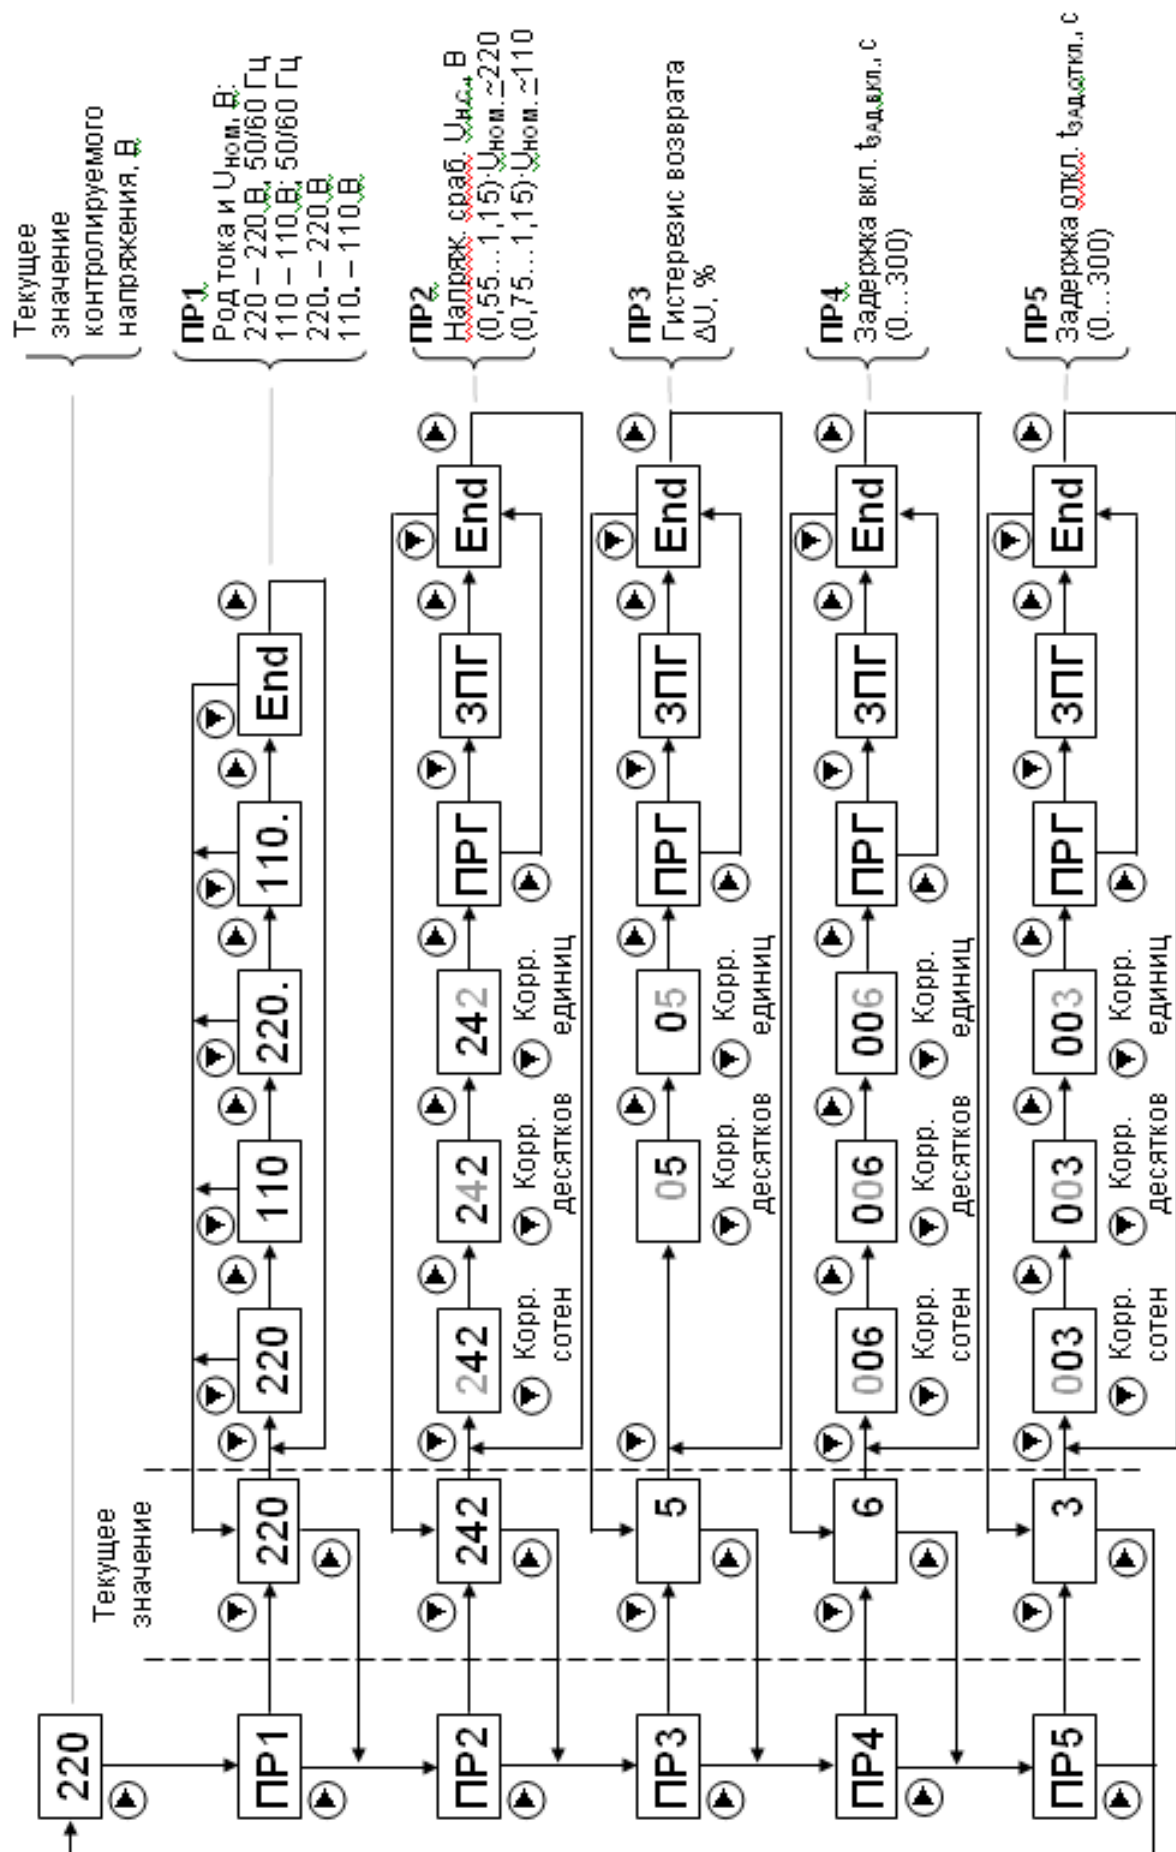 220
Текущее
значение
контролируемого
напряжения, В
Текущее
значение
ПР1
220
220
110
220.
110.
End
ПР1
Род тока и Uном, В:
220 – 220 В, 50/60 Гц
110 – 110 В; 50/60 Гц
220. – 220 В
110. – 110 В
ПР2
242
242
242
242
ПРГ
ЗПГ
End
Корр.
сотен
Корр.
десятков
Корр.
единиц
ПР2
Напряж. сраб. Uн.с., В
(0,55…1,15)·Uном.≃220
(0,75…1,15)·Uном.≃110
ПР3
5
05
05
ПРГ
ЗПГ
End
Корр.
десятков
Корр.
единиц
ПР3
Гистерезис возврата
ΔU, %
ПР4
6
006
006
006
ПРГ
ЗПГ
End
Корр.
сотен
Корр.
десятков
Корр.
единиц
ПР4
Задержка вкл. tзад.вкл., с
(0…300)
ПР5
3
003
003
003
ПРГ
ЗПГ
End
Корр.
сотен
Корр.
десятков
Корр.
единиц
ПР5
Задержка откл. tзад.откл., с
(0…300)